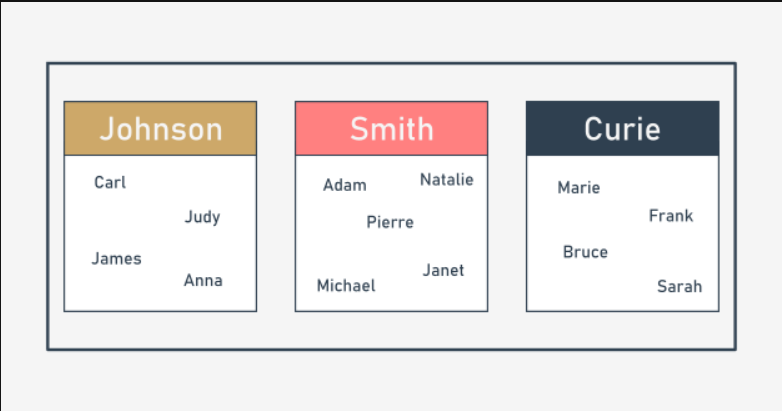 Johnson
Carl
Judy
James
Anna
Smith
Adam
Natalie
Pierre
Janet
Michael
Curie
Marie
Frank
Bruce
Sarah